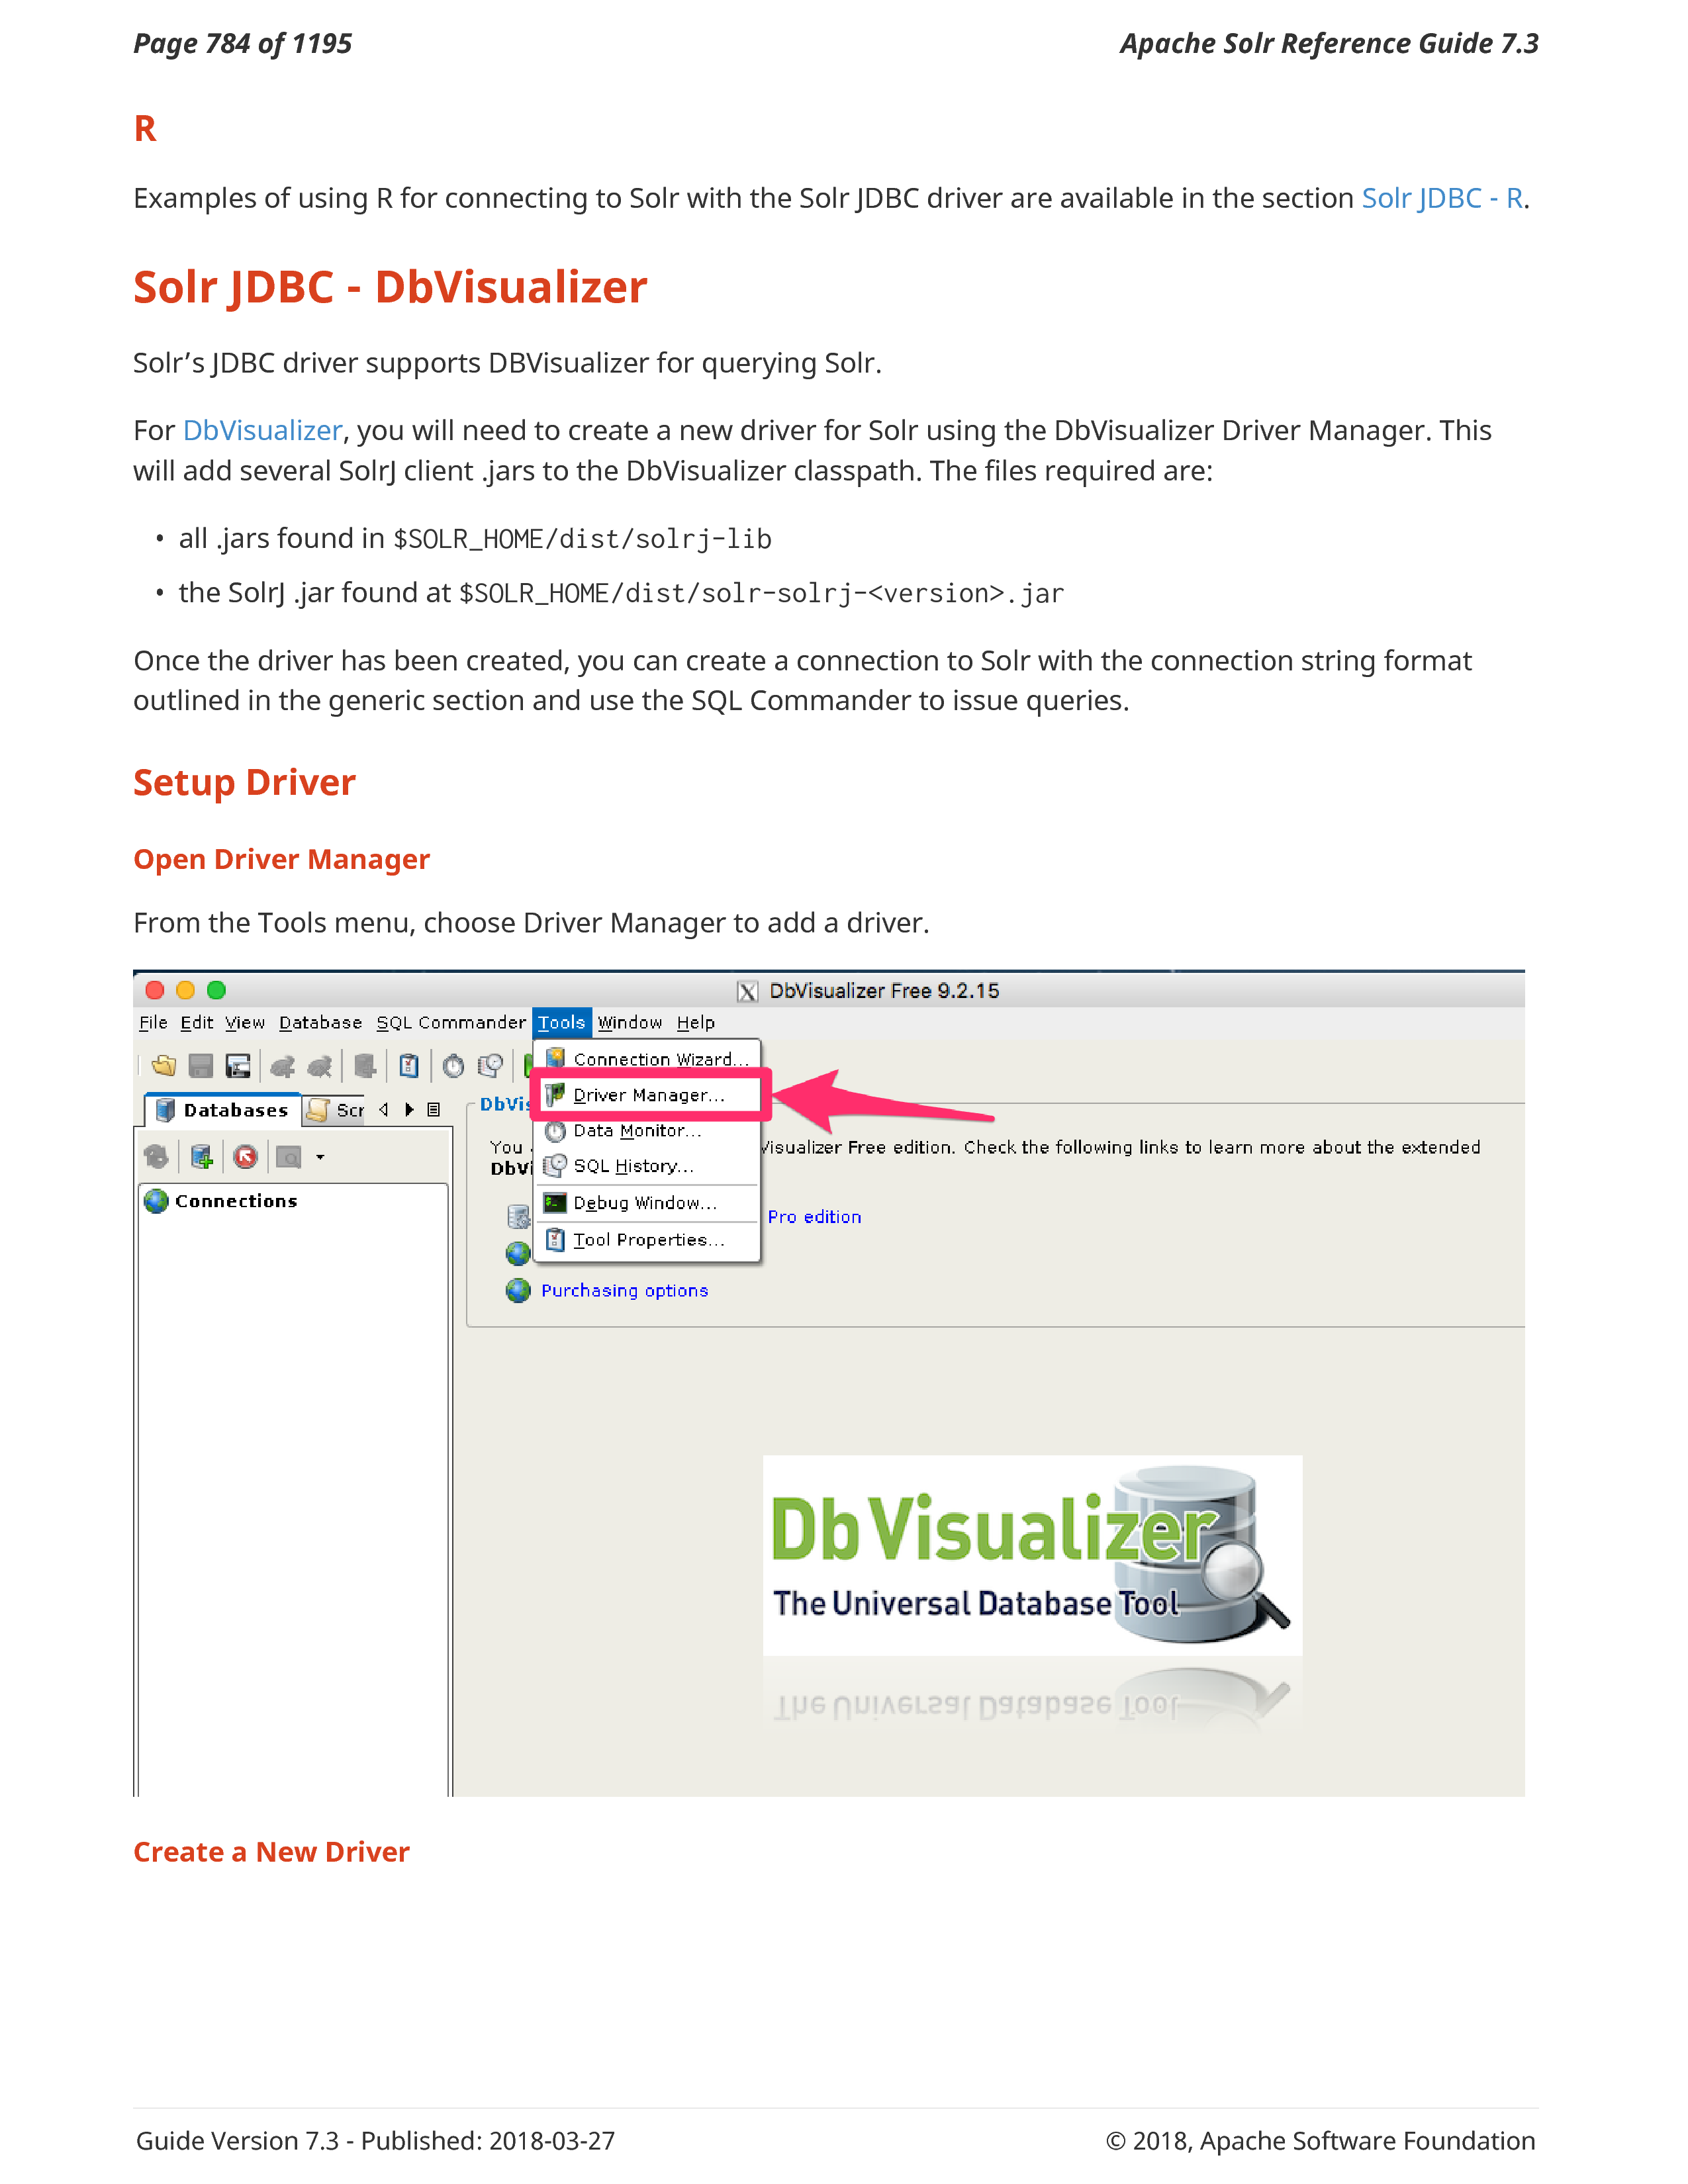 Page 784 of 1195
Apache Solr Reference Guide 7.3
R
Examples of using R for connecting to Solr with the Solr JDBC driver are available in the section Solr JDBC - R.
Solr JDBC - DbVisualizer
Solr’s JDBC driver supports DBVisualizer for querying Solr.
For DbVisualizer, you will need to create a new driver for Solr using the DbVisualizer Driver Manager. This
will add several SolrJ client .jars to the DbVisualizer classpath. The files required are:
• all .jars found in $SOLR_HOME/dist/solrj-lib
• the SolrJ .jar found at $SOLR_HOME/dist/solr-solrj-<version>.jar
Once the driver has been created, you can create a connection to Solr with the connection string format
outlined in the generic section and use the SQL Commander to issue queries.
Setup Driver
Open Driver Manager
From the Tools menu, choose Driver Manager to add a driver.
DbVisualizer Free 9.2.15
File Edit View Database SQL Commander Tools Window Help
Connection Wizard...
Driver Manager...
Data Monitor...
SQL History...
Debug Window...
Tool Properties...
Databases
Scr
Connections
DbVis
You
Visualizer Free edition. Check the following links to learn more about the extended
DbVi
Pro edition
Purchasing options
DbVisualizer
The Universal Database Tool
The Universal Database Tool
Create a New Driver
Guide Version 7.3 - Published: 2018-03-27
© 2018, Apache Software Foundation